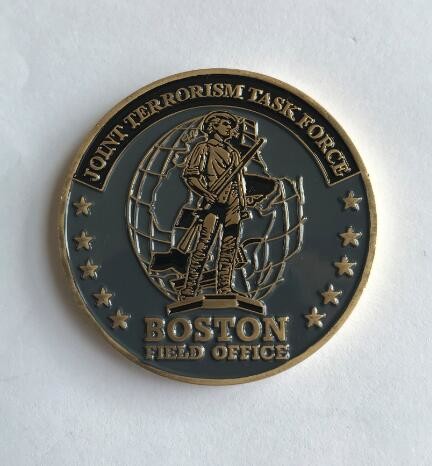 JOINT TERRORISM TASK FORCE
BOSTON
FIELD OFFICE